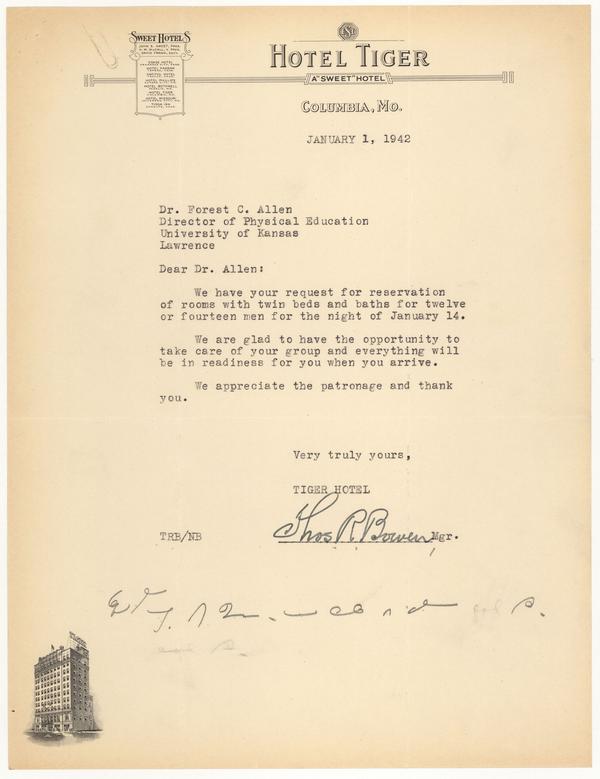 SWEET HOTELS
HOTEL TIGER
A "SWEET" HOTEL
COLUMBIA, MO.
JANUARY 1, 1942
Dr. Forest C. Allen
Director of Physical Education
University of Kansas
Lawrence
Dear Dr. Allen:
We have your request for reservation
of rooms with twin beds and baths for twelve
or fourteen men for the night of January 14.
We are glad to have the opportunity to
take care of your group and everything will
be in readiness for you when you arrive.
We appreciate the patronage and thank
you.
Very truly yours,
TIGER HOTEL
Thos R. Bowen Mgr.
TRB/NB